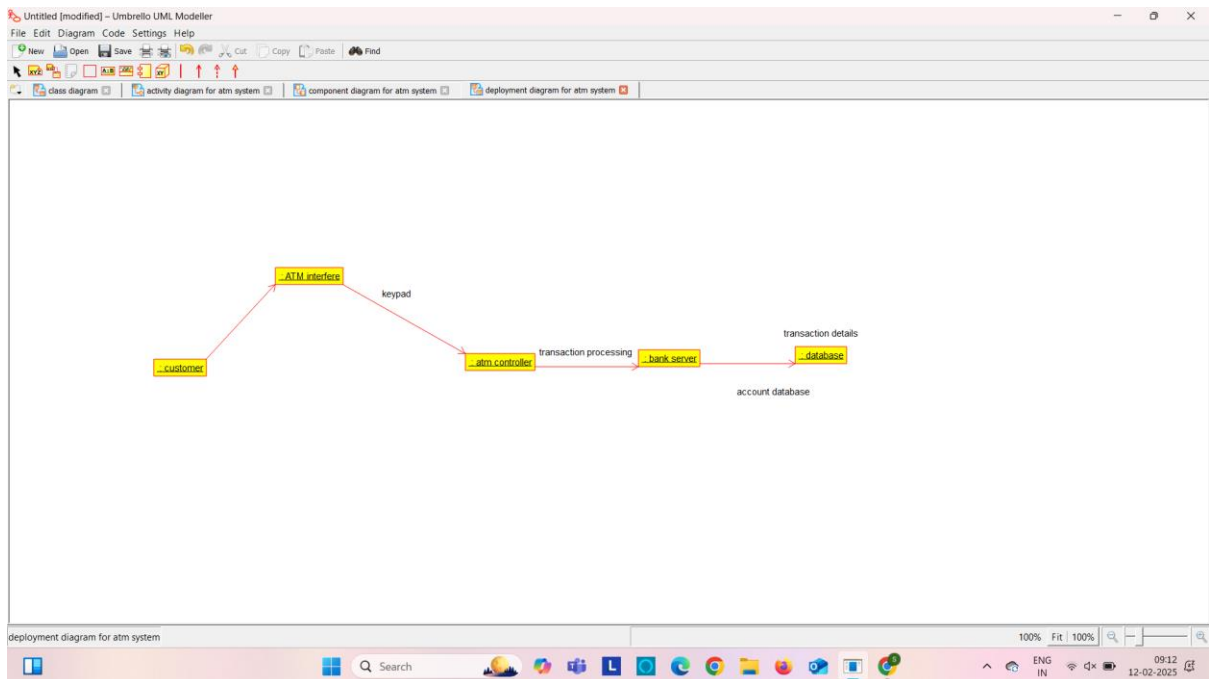 Untitled [modified] – Umbrello UML Modeller
File Edit Diagram Code Settings Help
New Open Save Cut Copy Paste Find
class diagram activity diagram for atm system component diagram for atm system deployment diagram for atm system
: ATM interfere
keypad
transaction details
transaction processing
: bank server
: database
: customer
: atm controller
account database
deployment diagram for atm system
100% Fit 100%
Search
ENG
IN
09:12
12-02-2025